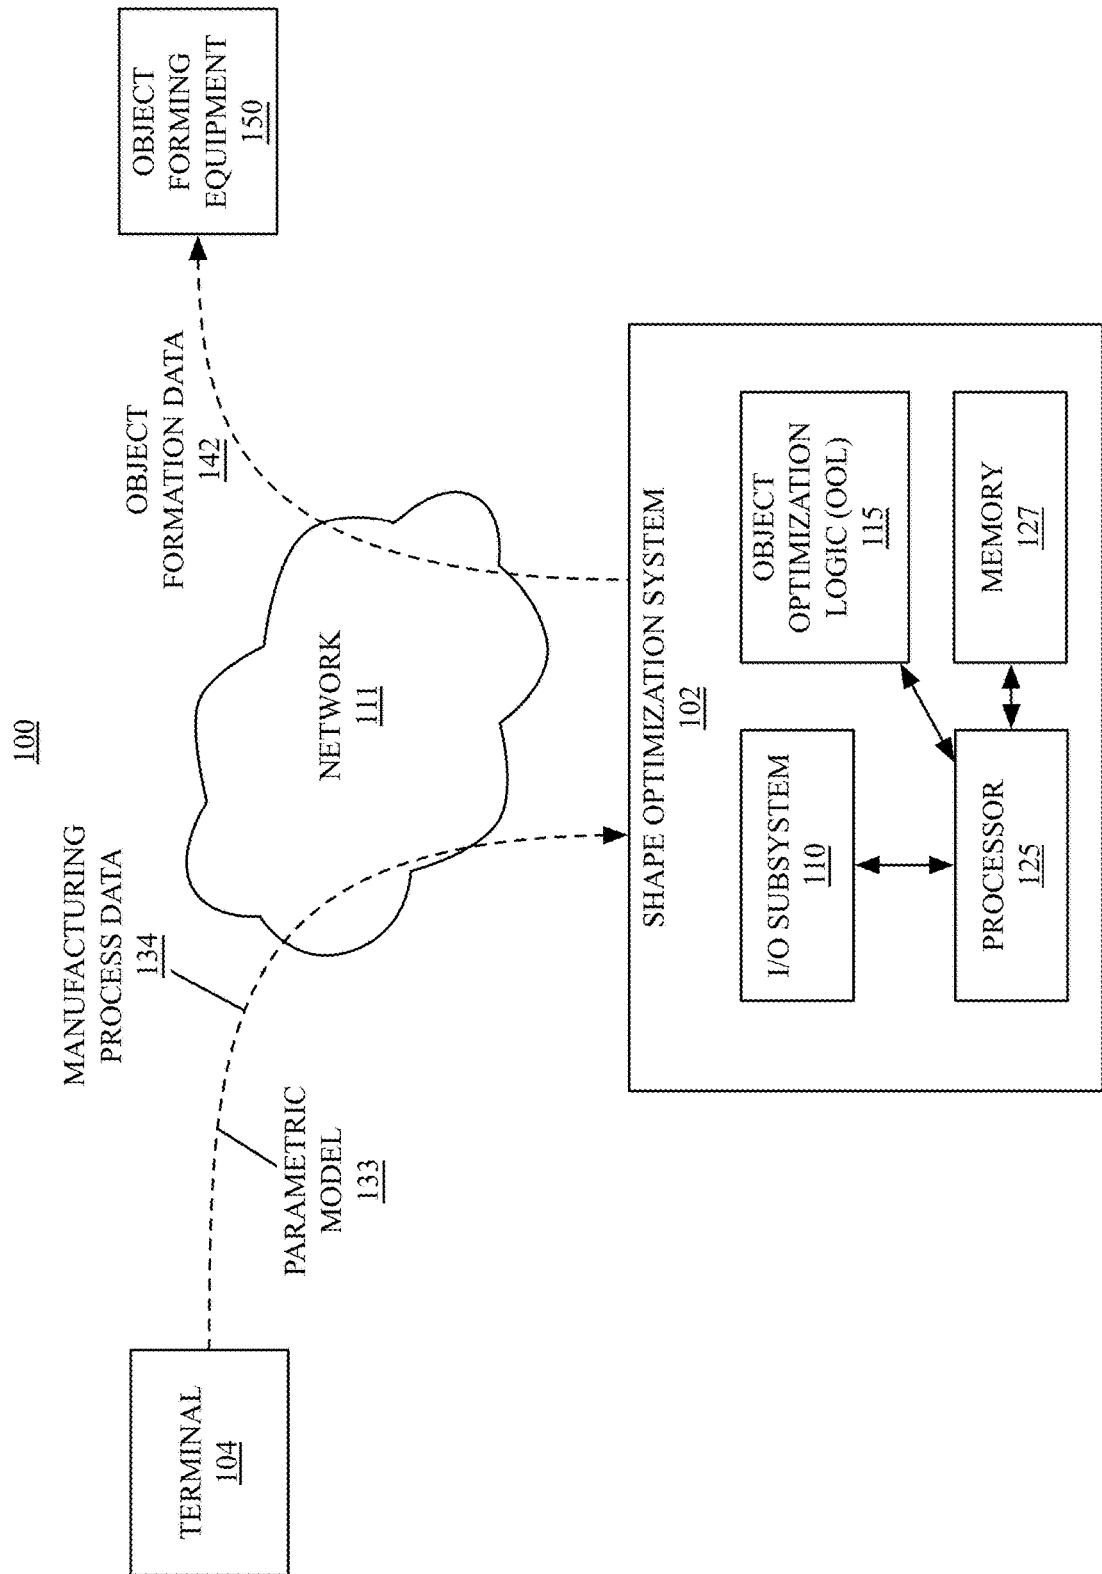 100
TERMINAL
104
MANUFACTURING
PROCESS DATA
134
PARAMETRIC
MODEL
133
NETWORK
111
OBJECT
FORMATION DATA
142
OBJECT
FORMING
EQUIPMENT
150
SHAPE OPTIMIZATION SYSTEM
102
I/O SUBSYSTEM
110
OBJECT
OPTIMIZATION
LOGIC (OOL)
115
PROCESSOR
125
MEMORY
127